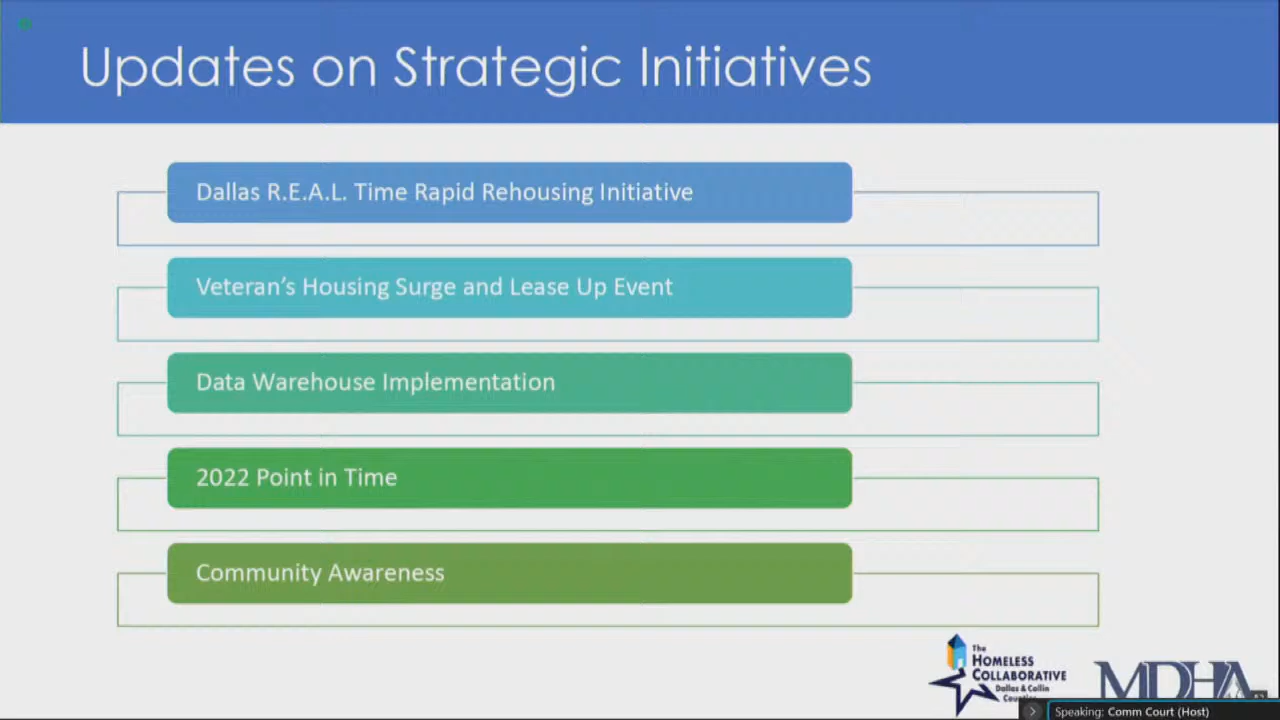 Updates on Strategic Initiatives
Dallas R.E.A.L. Time Rapid Rehousing Initiative
Veteran's Housing Surge and Lease Up Event
Data Warehouse Implementation
2022 Point in Time
Community Awareness
The
HOMELESS
COLLABORATIVE
Dallas & Collin
Counties
MDHA
Speaking: Comm Court (Host)